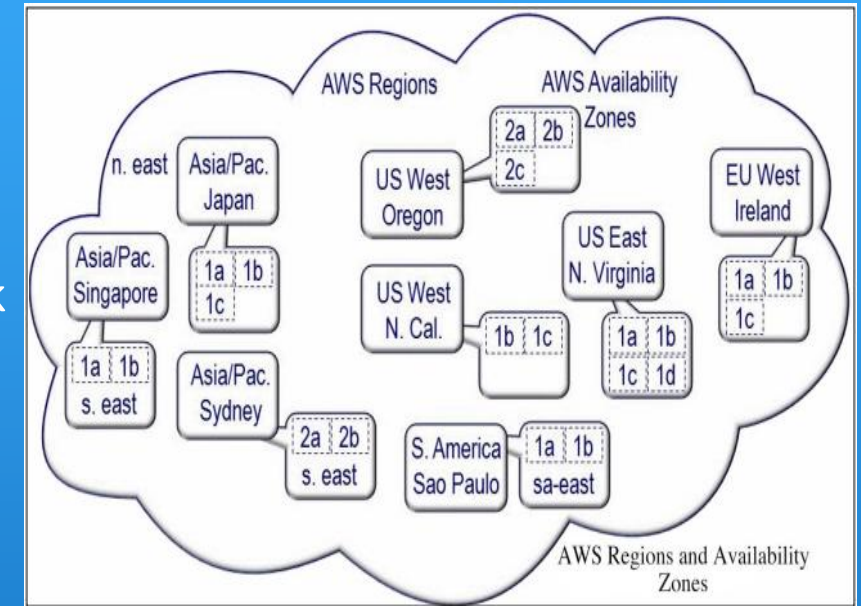 AWS Regions
AWS Availability
Zones
n. east
Asia/Pac.
Japan
1a 1b
1c
Asia/Pac.
Singapore
1a 1b
s. east
Asia/Pac.
Sydney
2a 2b
s. east
US West
Oregon
2a 2b
2c
US West
N. Cal.
1b 1c
US East
N. Virginia
1a 1b
1c 1d
EU West
Ireland
1a 1b
1c
S. America
Sao Paulo
1a 1b
sa-east
AWS Regions and Availability
Zones